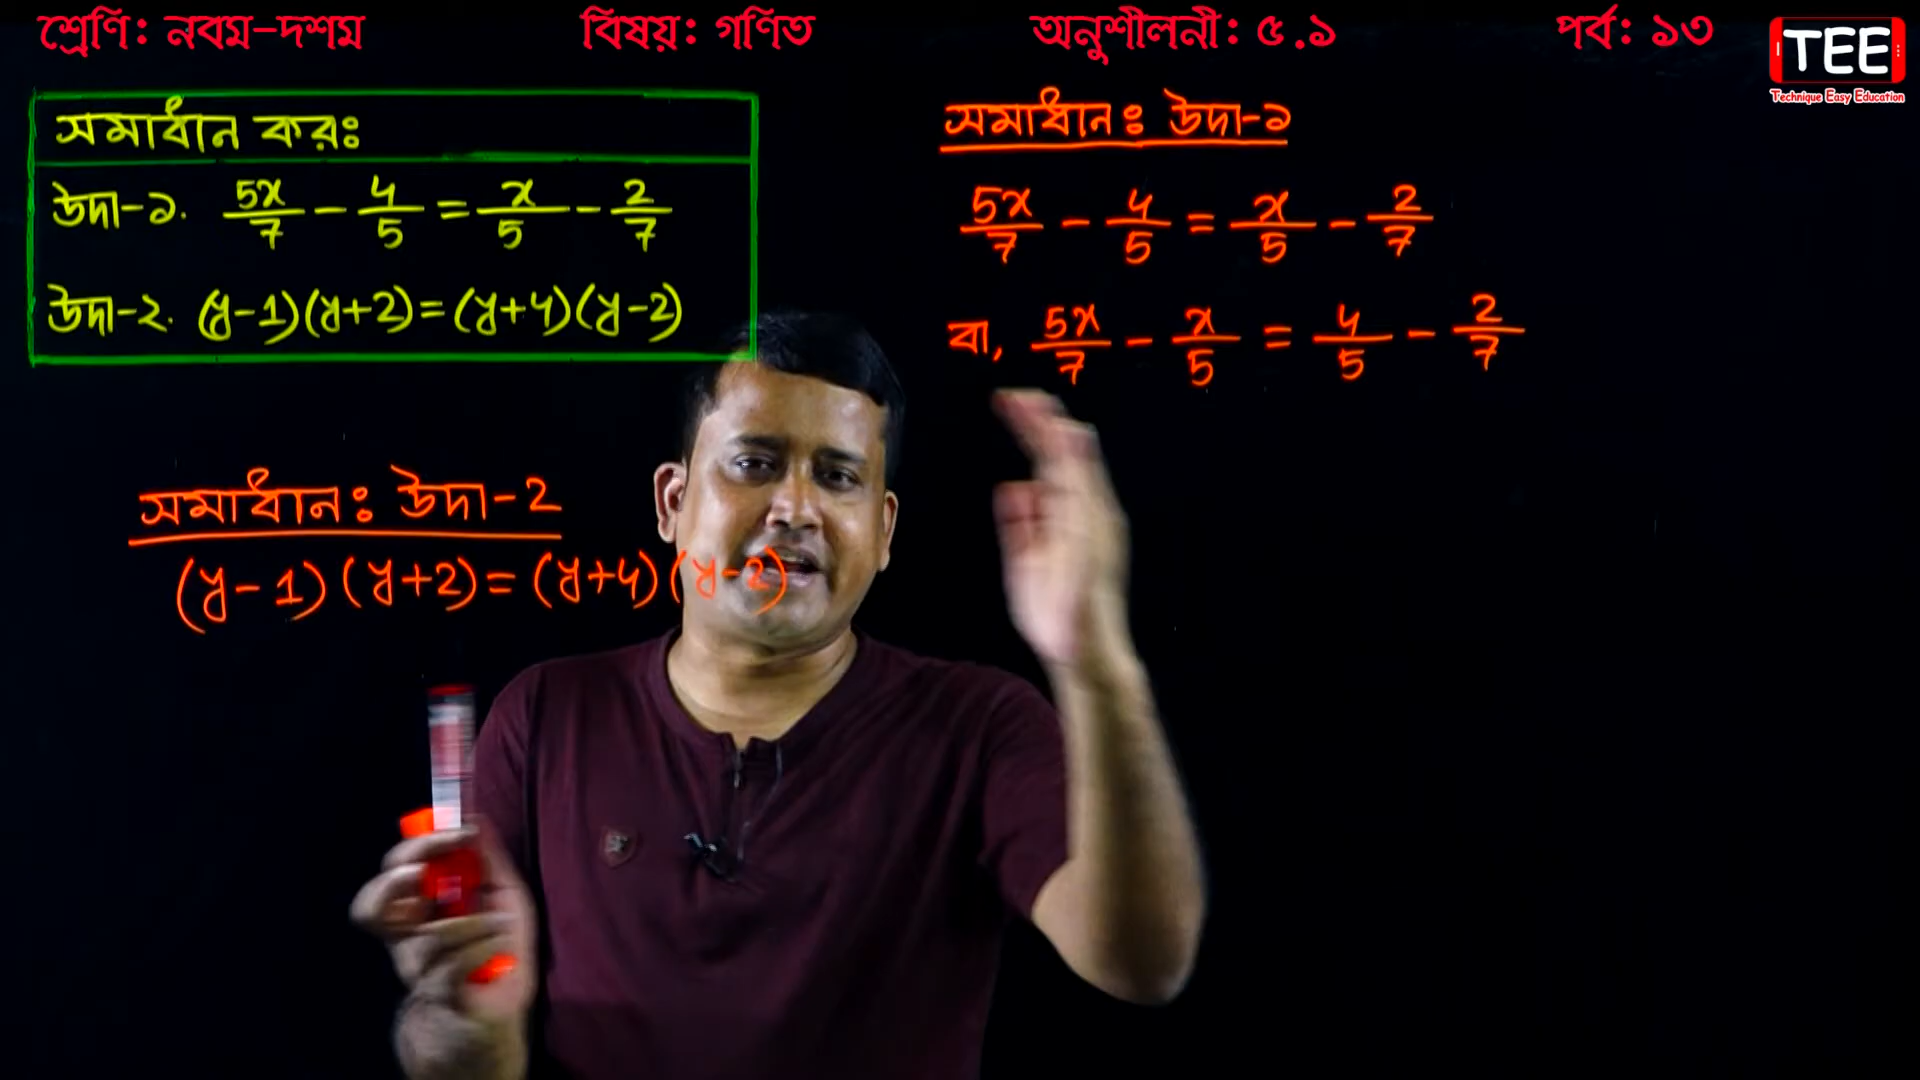 শ্রেণি: নবম-দশম বিষয়: গণিত অনুশীলনী: ৫.১ পর্ব: ১৩
TEE
Technique Easy Education
সমাধান করঃ
উদা-১. 5x/7 - 4/5 = x/5 - 2/7
উদা-২. (y-1)(y+2)=(y+4)(y-2)
সমাধানঃ উদা-১
5x/7 - 4/5 = x/5 - 2/7
বা, 5x/7 - x/5 = 4/5 - 2/7
সমাধানঃ উদা-2
(y-1)(y+2)=(y+4)(y-2)